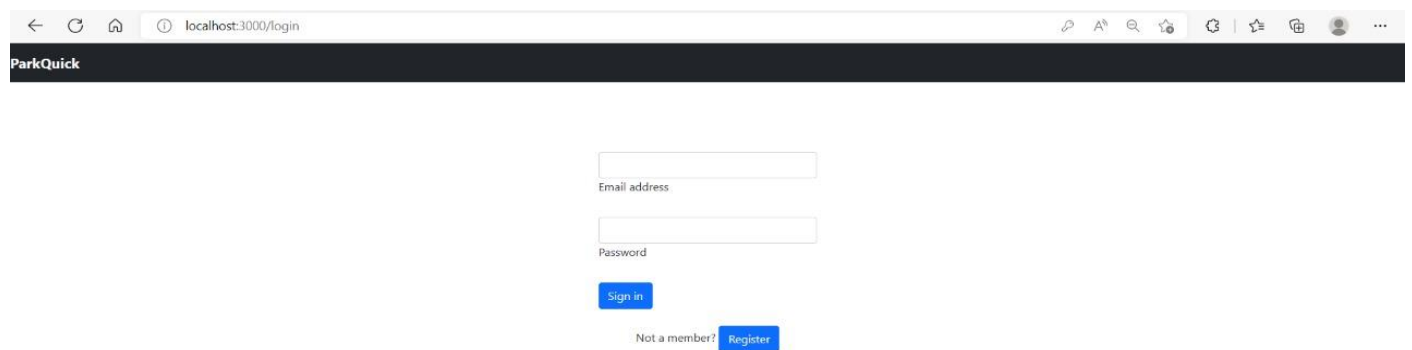 localhost:3000/login
ParkQuick
Email address
Password
Sign in
Not a member? Register